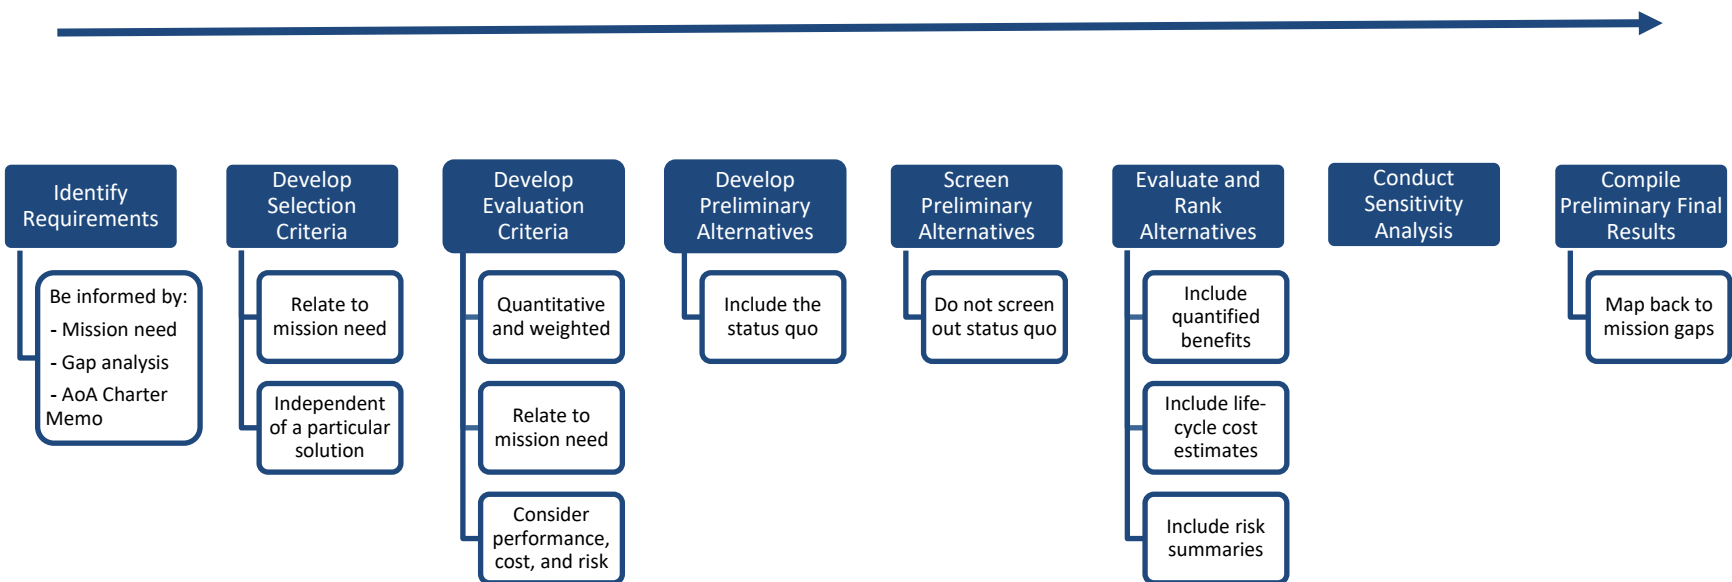 Identify
Requirements
Be informed by:
- Mission need
- Gap analysis
- AoA Charter
Memo
Develop
Selection
Criteria
Relate to
mission need
Independent
of a particular
solution
Develop
Evaluation
Criteria
Quantitative
and weighted
Relate to
mission need
Consider
performance,
cost, and risk
Develop
Preliminary
Alternatives
Include the
status quo
Screen
Preliminary
Alternatives
Do not screen
out status quo
Evaluate and
Rank
Alternatives
Include
quantified
benefits
Include life-
cycle cost
estimates
Include risk
summaries
Conduct
Sensitivity
Analysis
Compile
Preliminary Final
Results
Map back to
mission gaps